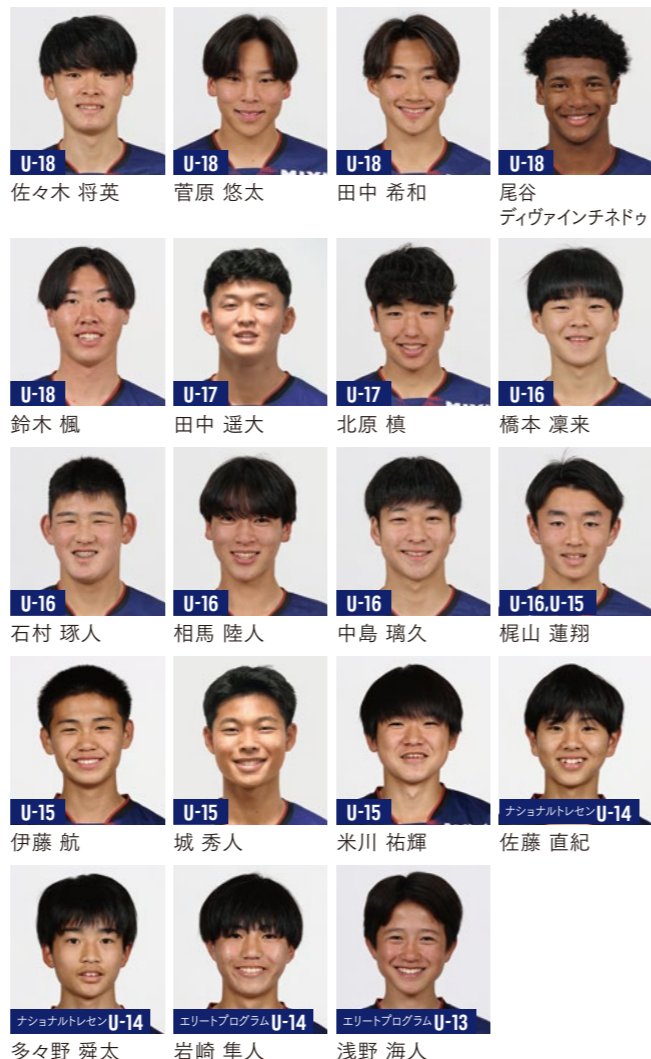 U-18
佐々木 将英
U-18
菅原 悠太
U-18
田中 希和
U-18
尾谷
ディヴァインチネドゥ
U-18
鈴木 楓
U-17
田中 遥大
U-17
北原 槙
U-16
橋本 凜来
U-16
石村 琢人
U-16
相馬 陸人
U-16
中島 璃久
U-16,U-15
梶山 蓮翔
U-15
伊藤 航
U-15
城 秀人
U-15
米川 祐輝
ナショナルトレセンU-14
佐藤 直紀
ナショナルトレセンU-14
多々野 舜太
エリートプログラムU-14
岩崎 隼人
エリートプログラムU-13
浅野 海人